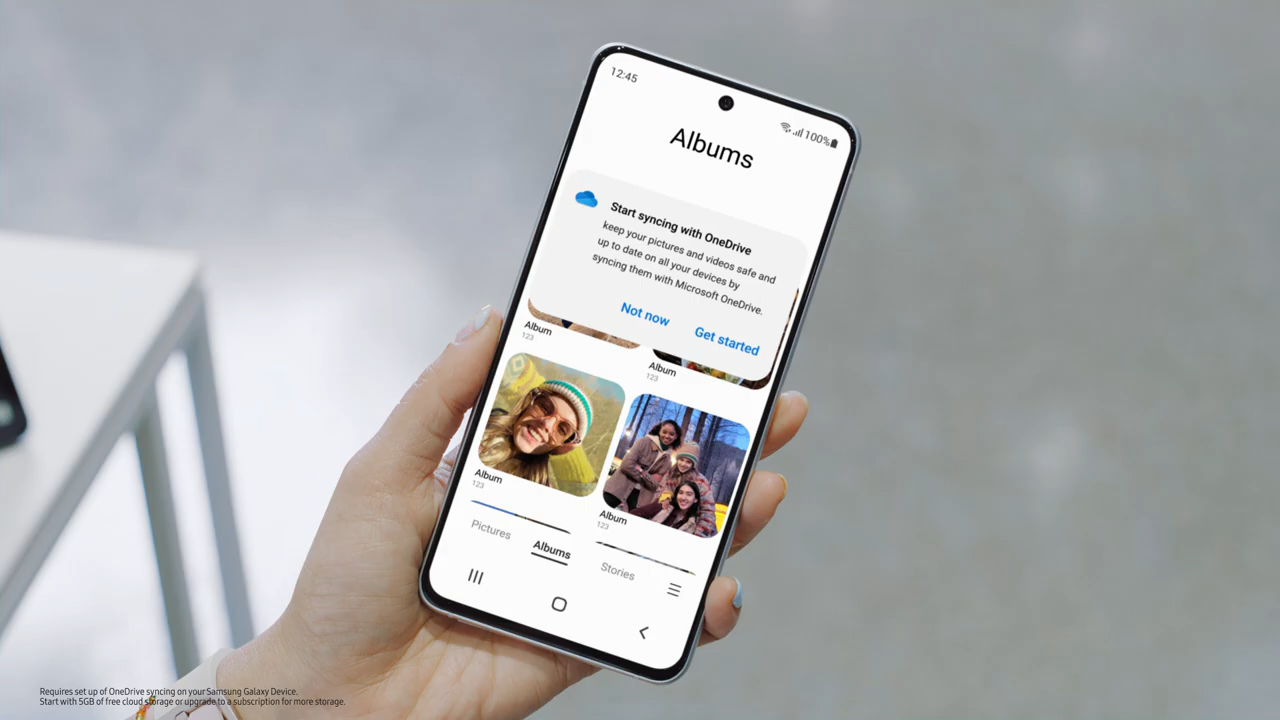 12:45
100%
Albums
Start syncing with OneDrive
keep your pictures and videos safe and
up to date on all your devices by
syncing them with Microsoft OneDrive.
Not now
Get started
Album
123
Album
123
Album
123
Album
123
Pictures
Albums
Stories
Requires set up of OneDrive syncing on your Samsung Galaxy Device.
Start with 5GB of free cloud storage or upgrade to a subscription for more storage.